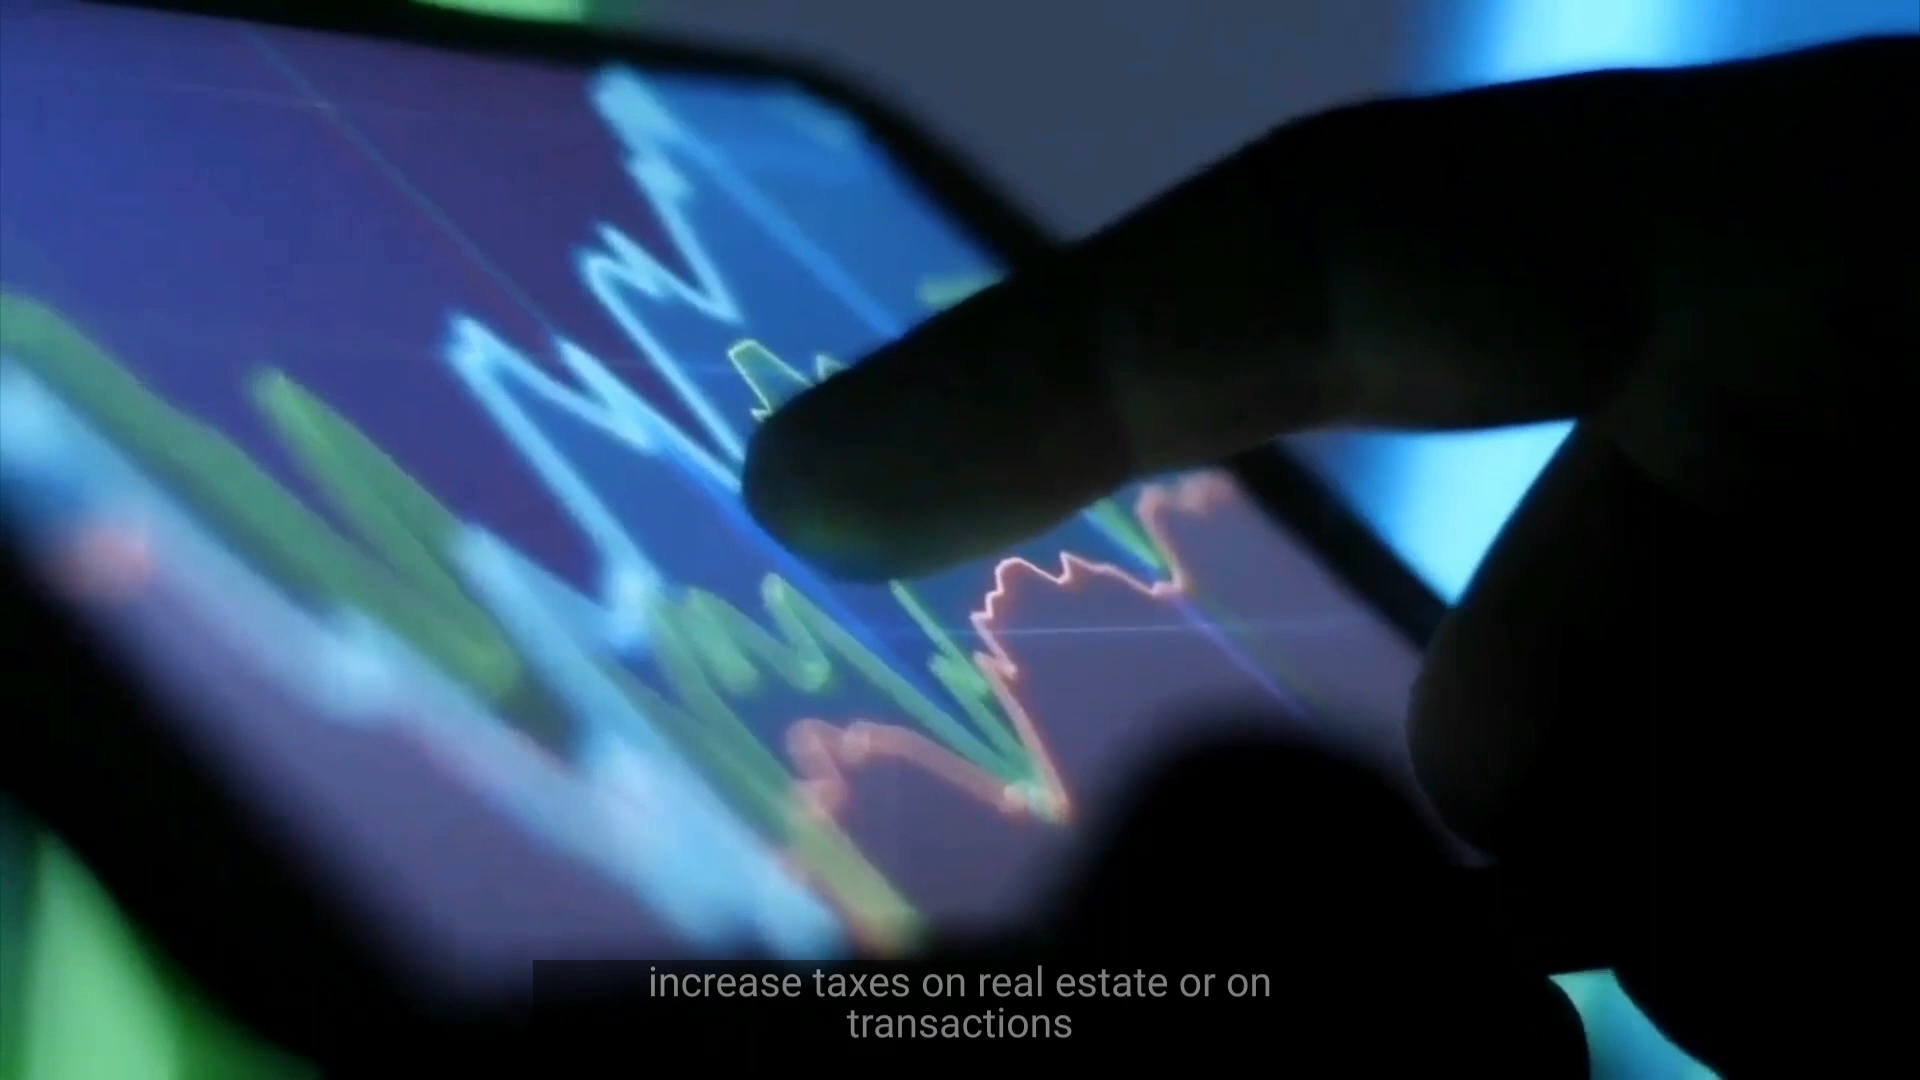 increase taxes on real estate or on
transactions